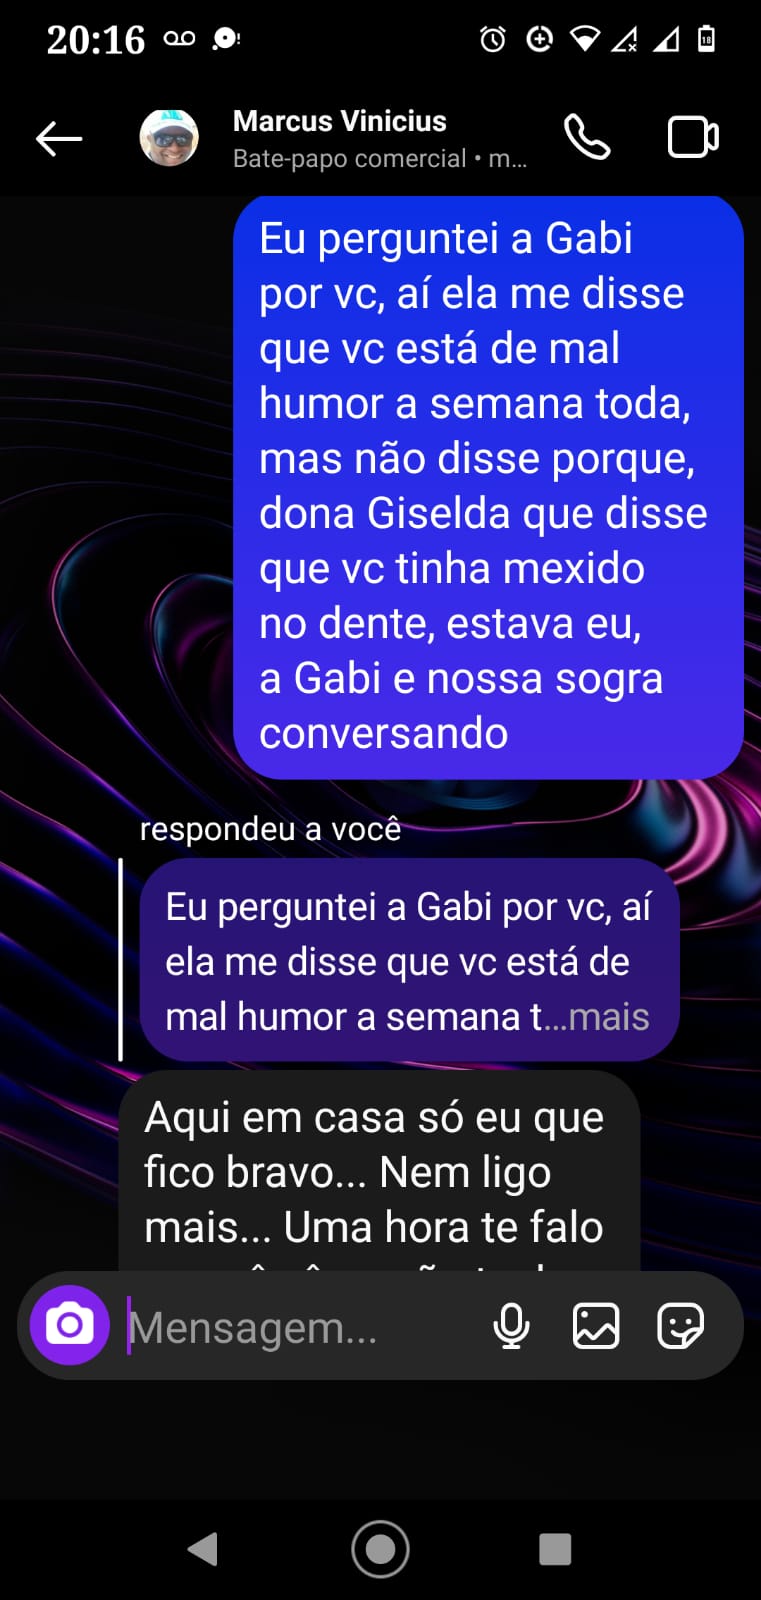 20:16
18
Marcus Vinicius
Bate-papo comercial • m...
Eu perguntei a Gabi
por vc, aí ela me disse
que vc está de mal
humor a semana toda,
mas não disse porque,
dona Giselda que disse
que vc tinha mexido
no dente, estava eu,
a Gabi e nossa sogra
conversando
respondeu a você
Eu perguntei a Gabi por vc, aí
ela me disse que vc está de
mal humor a semana t...mais
Aqui em casa só eu que
fico bravo... Nem ligo
mais... Uma hora te falo
Mensagem...